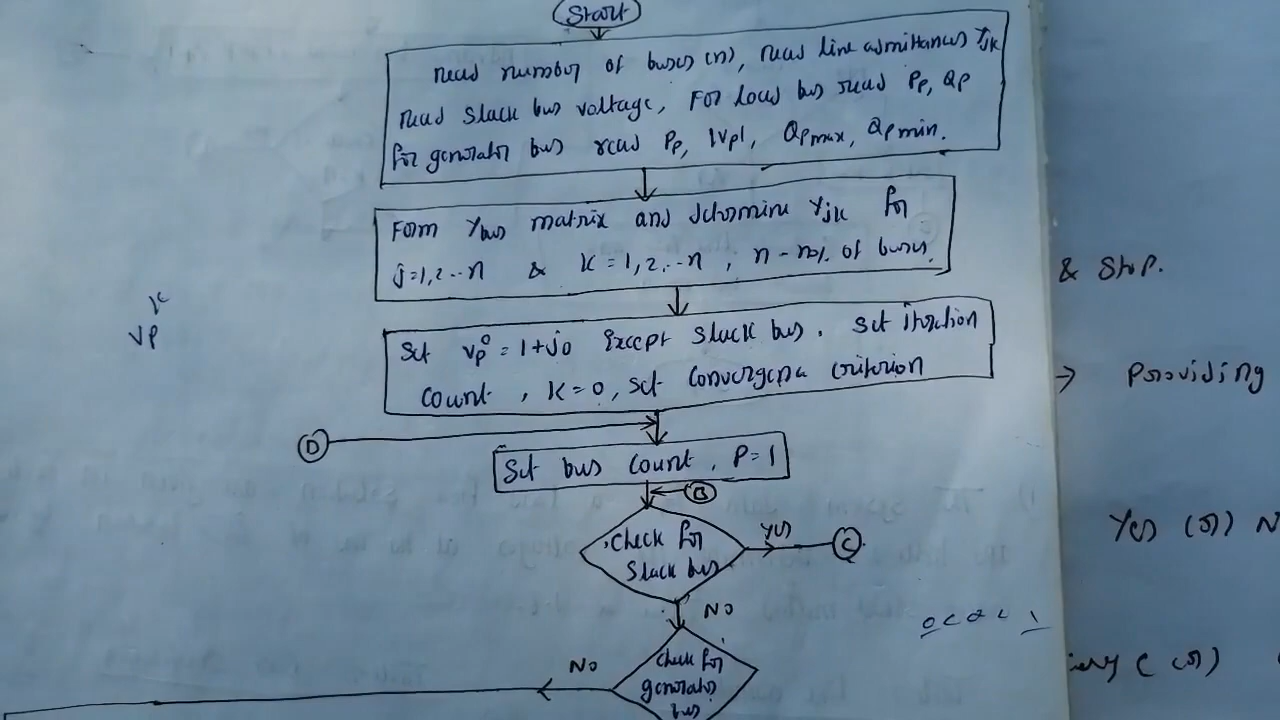 Start
read number of buses (n), read line admittances Yjk
read slack bus voltage, For load bus read Pp, Qp
for generator bus read Pp, |Vp|, Qpmax, Qpmin.
Form Ybus matrix and determine Yjk for
j=1,2...n & K=1,2...n, n - no/. of buses.
Set Vp⁰ = 1+j0 Except slack bus. Set iteration
count, K=0, set convergence criterion
D
Set bus count, P=1
B
check for
slack bus
Yes
C
NO
check for
generator
bus
NO
Vpᴷ
& Stop.
→ Providing
Yes (or)